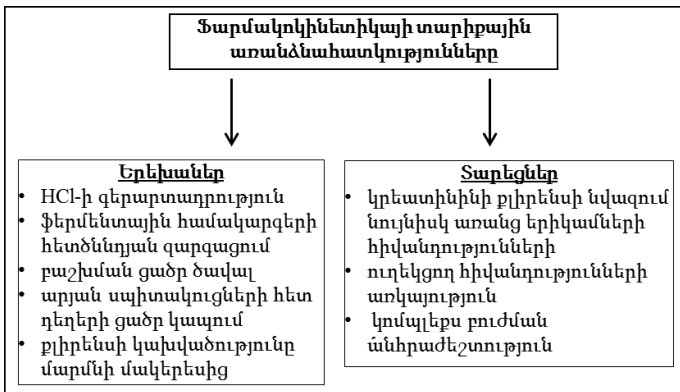 Ֆարմակոկինետիկայի տարիքային
առանձնահատկությունները
Երեխաներ
• HCl-ի գերարտադրություն
• ֆերմենտային համակարգերի
հետծննդյան զարգացում
• բաշխման ցածր ծավալ
• արյան սպիտակուցների հետ
դեղերի ցածր կապում
• քլիրենսի կախվածությունը
մարմնի մակերեսից
Տարեցներ
• կրեատինինի քլիրենսի նվազում
նույնիսկ առանց երիկամների
հիվանդությունների
• ուղեկցող հիվանդությունների
առկայություն
• կոմպլեքս բուժման
անհրաժեշտություն